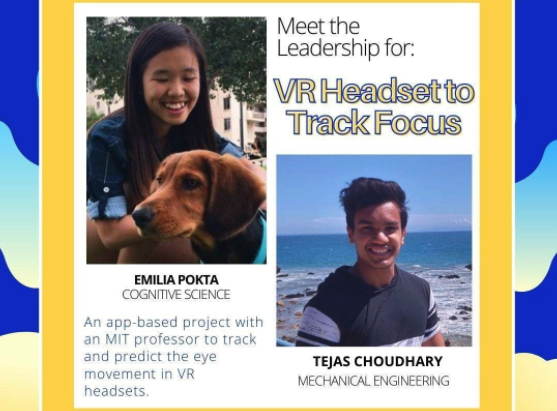 Meet the
Leadership for:
VR Headset to
Track Focus
EMILIA POKTA
COGNITIVE SCIENCE
An app-based project with
an MIT professor to track
and predict the eye
movement in VR
headsets.
TEJAS CHOUDHARY
MECHANICAL ENGINEERING